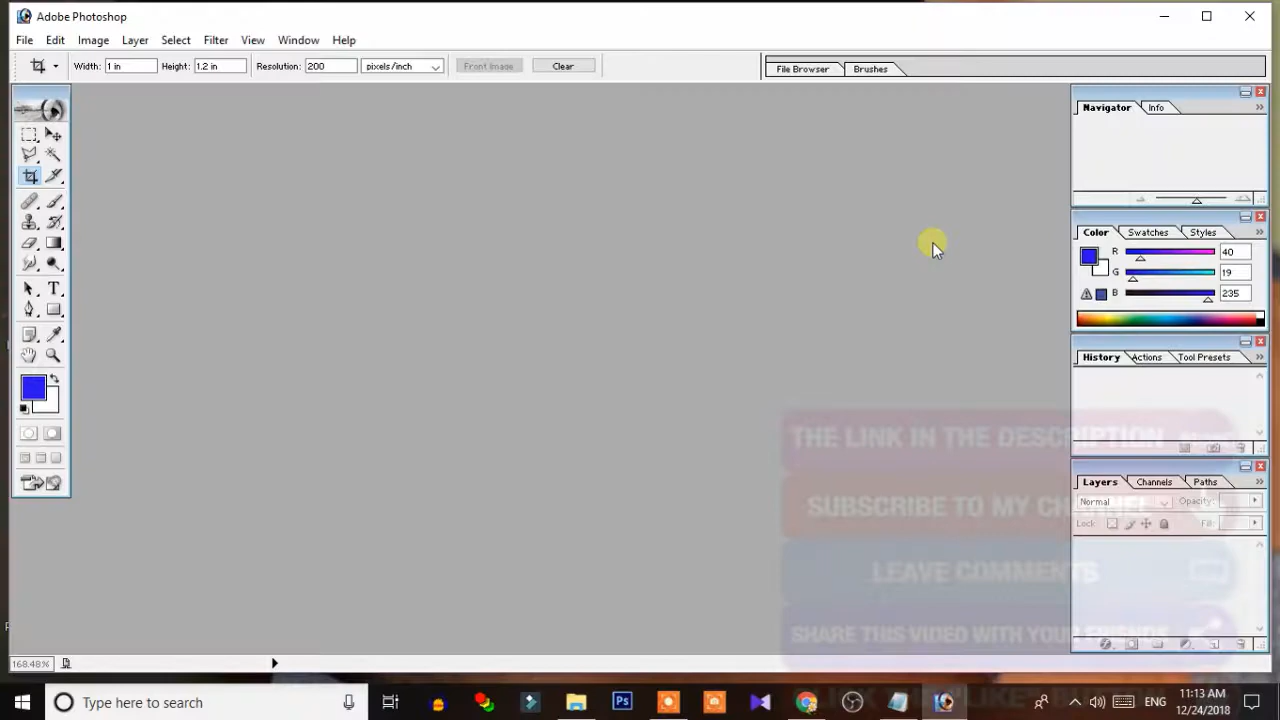 Adobe Photoshop
File Edit Image Layer Select Filter View Window Help
Width: 1 in Height: 1.2 in Resolution: 200 pixels/inch Front Image Clear File Browser Brushes
Navigator Info
Color Swatches Styles
R 40
G 19
B 235
History Actions Tool Presets
THE LINK IN THE DESCRIPTION
Layers Channels Paths
Normal Opacity:
SUBSCRIBE TO MY CHANNEL
Lock: Fill:
LEAVE COMMENTS
SHARE THIS VIDEO WITH YOUR FRIENDS
168.48%
Type here to search
Ps
ENG
11:13 AM
12/24/2018